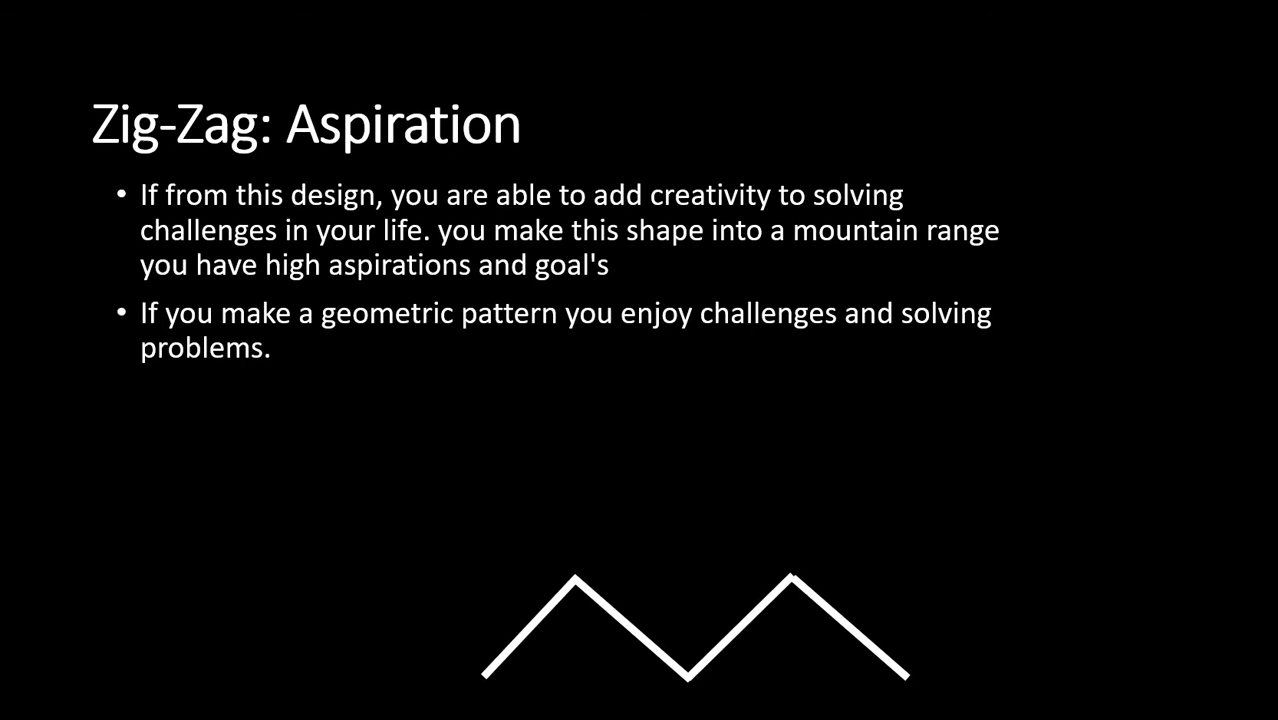 Zig-Zag: Aspiration
• If from this design, you are able to add creativity to solving
challenges in your life. you make this shape into a mountain range
you have high aspirations and goal's
• If you make a geometric pattern you enjoy challenges and solving
problems.